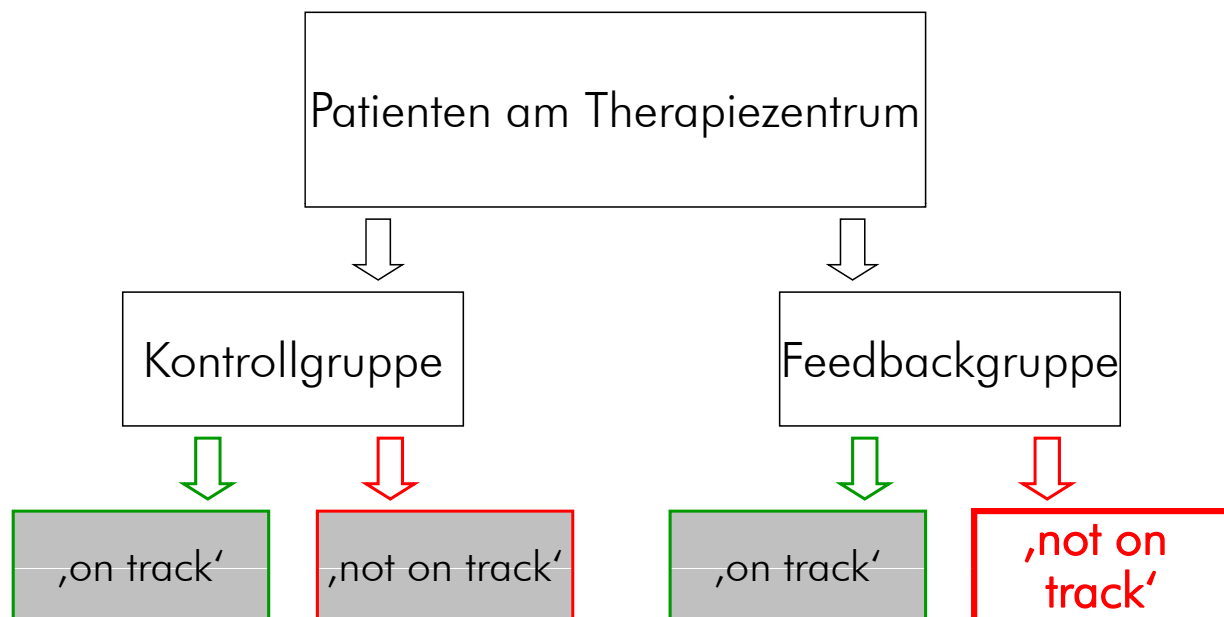 Patienten am Therapiezentrum
Kontrollgruppe
Feedbackgruppe
‚on track‘
‚not on track‘
‚on track‘
‚not on
track‘